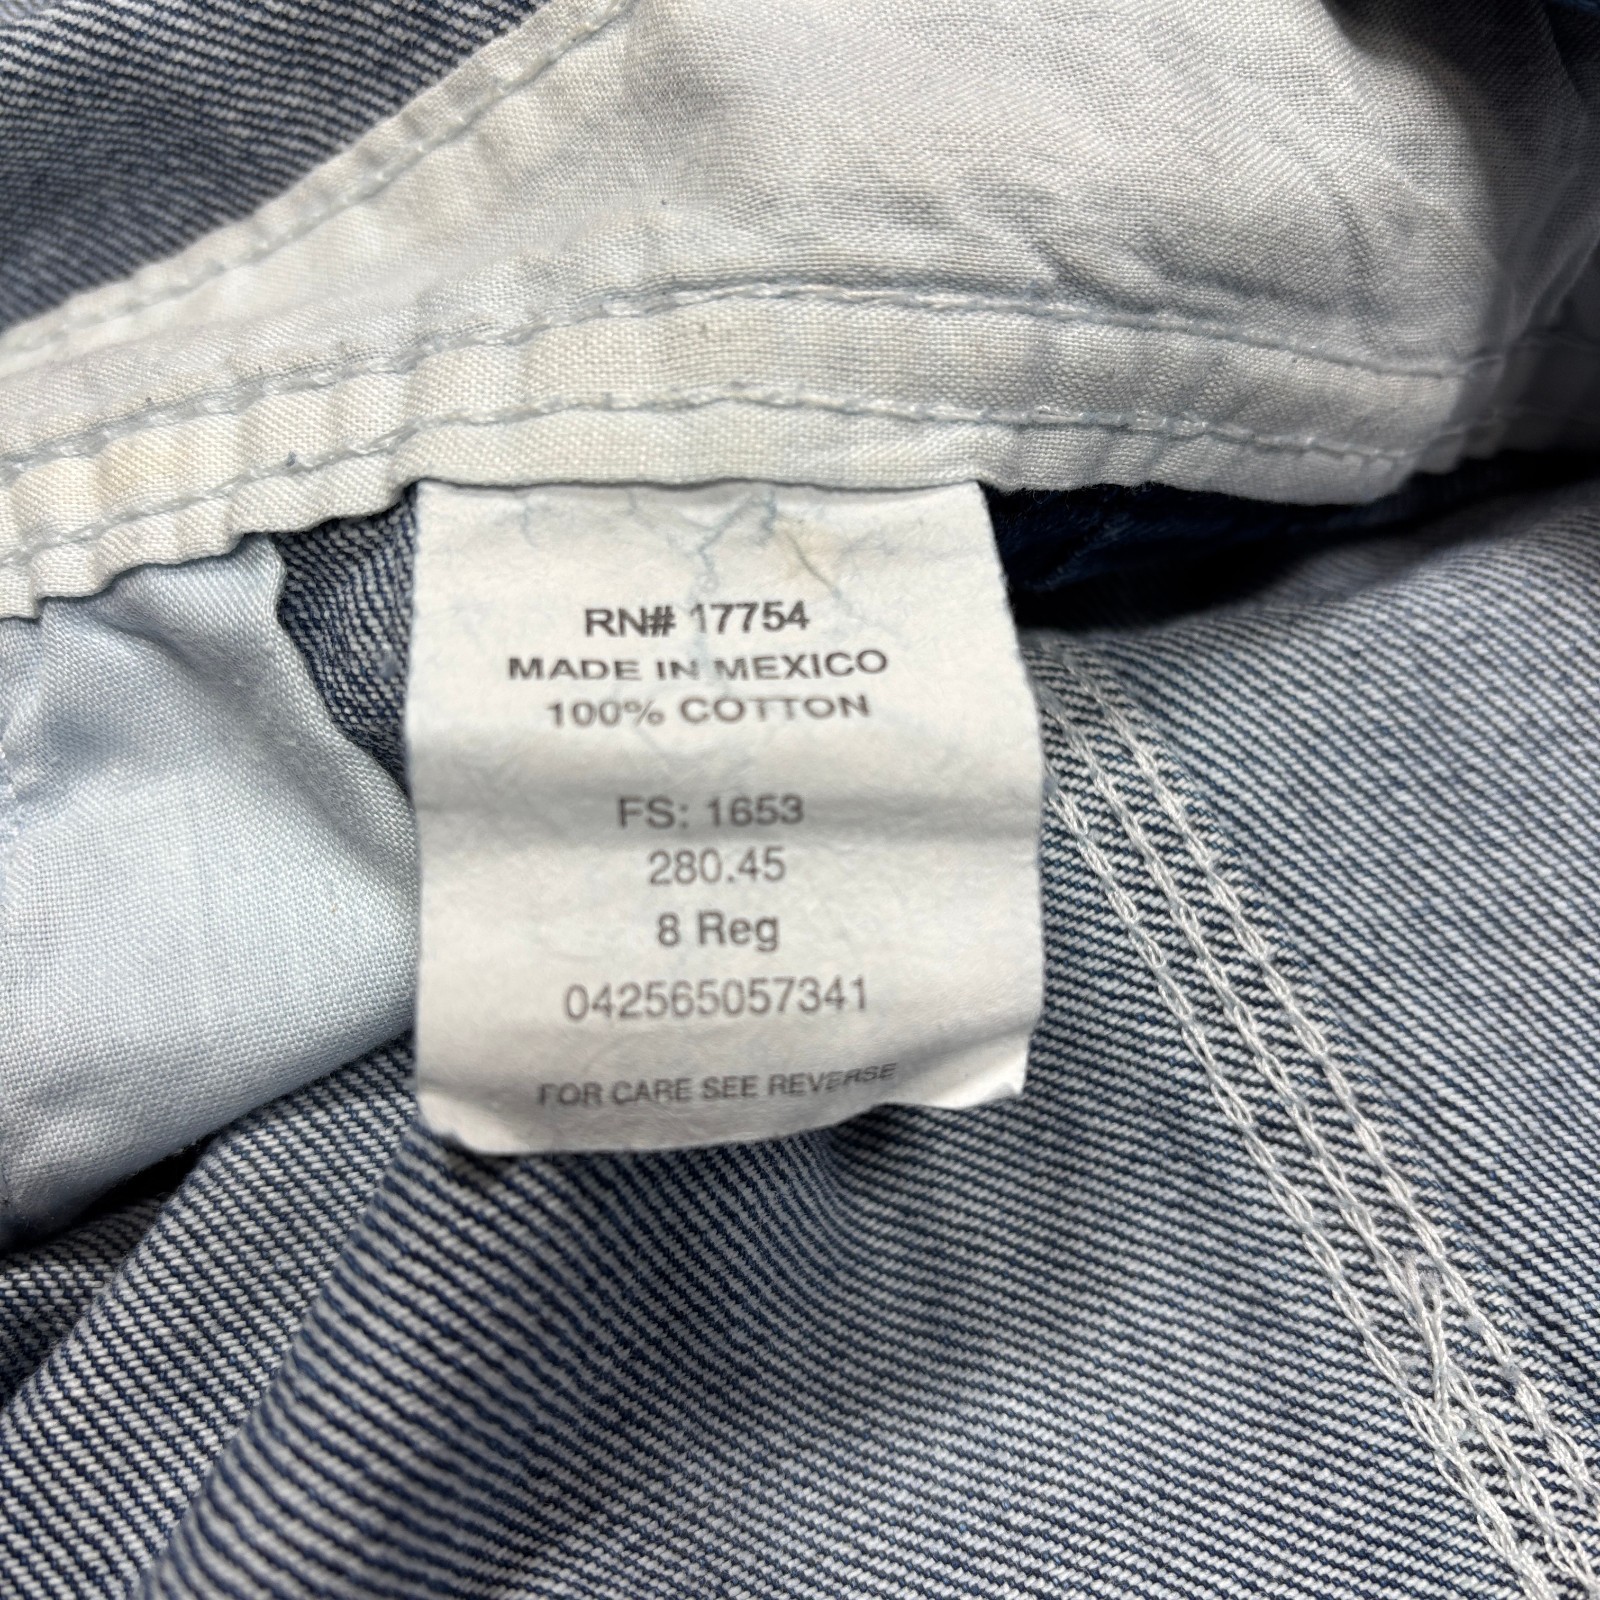 RN# 17754
MADE IN MEXICO
100% COTTON
FS: 1653
280.45
8 Reg
042565057341
FOR CARE SEE REVERSE